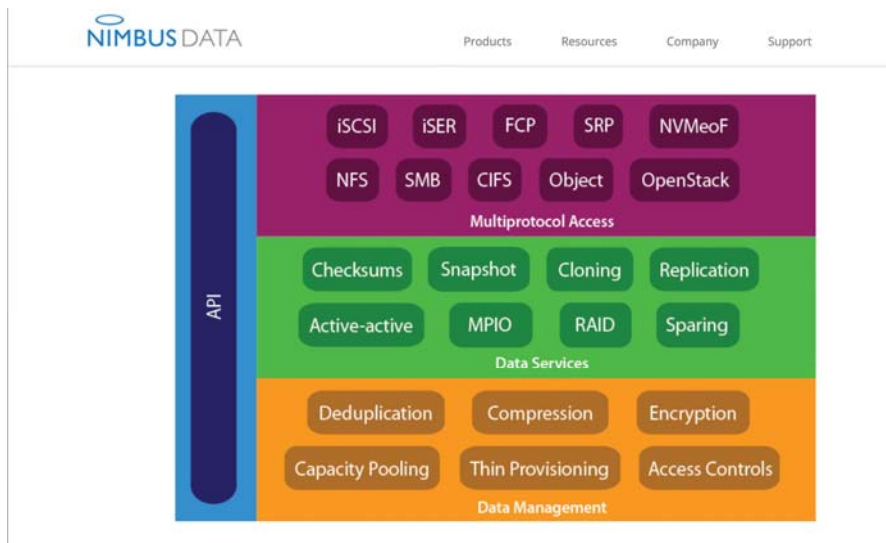 NIMBUS DATA
Products Resources Company Support
API
iSCSI iSER FCP SRP NVMeoF
NFS SMB CIFS Object OpenStack
Multiprotocol Access
Checksums Snapshot Cloning Replication
Active-active MPIO RAID Sparing
Data Services
Deduplication Compression Encryption
Capacity Pooling Thin Provisioning Access Controls
Data Management